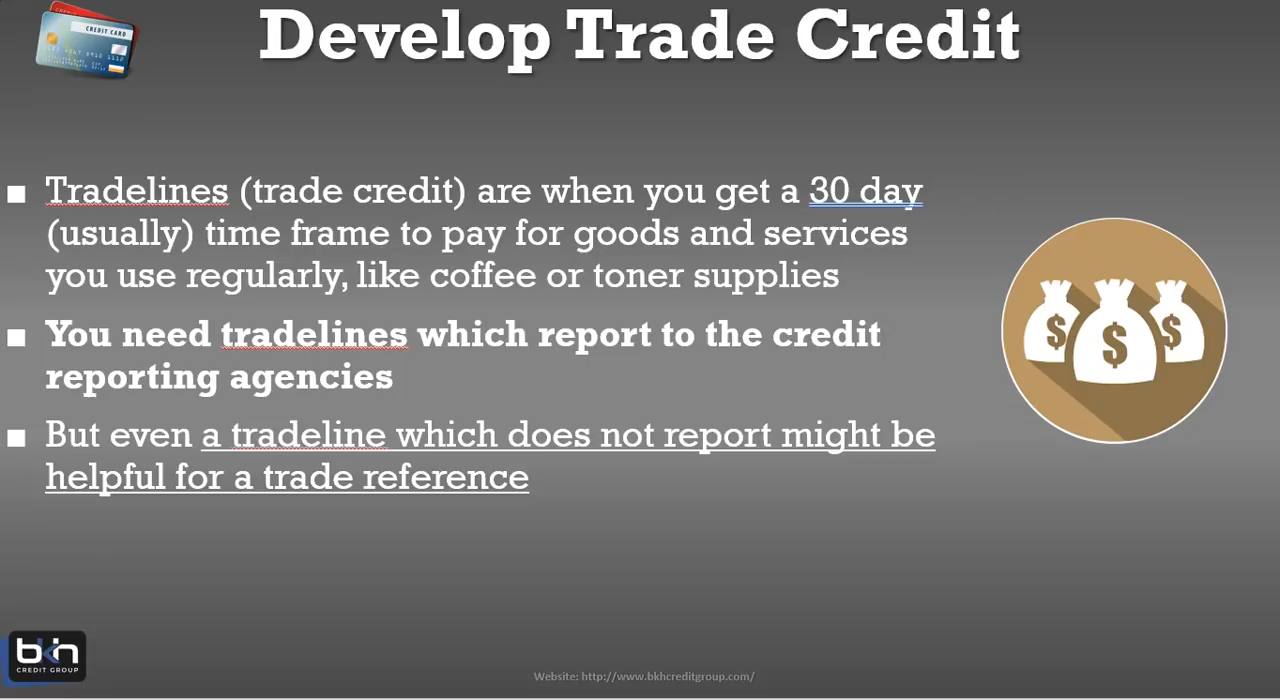 CREDIT CARD
Develop Trade Credit
■ Tradelines (trade credit) are when you get a 30 day
(usually) time frame to pay for goods and services
you use regularly, like coffee or toner supplies
■ You need tradelines which report to the credit
reporting agencies
■ But even a tradeline which does not report might be
helpful for a trade reference
$ $ $
bkh
CREDIT GROUP
Website: http://www.bkhcreditgroup.com/